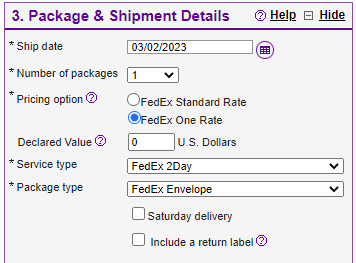 3. Package & Shipment Details ? Help Hide
* Ship date 03/02/2023
* Number of packages 1
* Pricing option ? FedEx Standard Rate
FedEx One Rate
Declared Value ? 0 U.S. Dollars
* Service type FedEx 2Day
* Package type FedEx Envelope
Saturday delivery
Include a return label ?